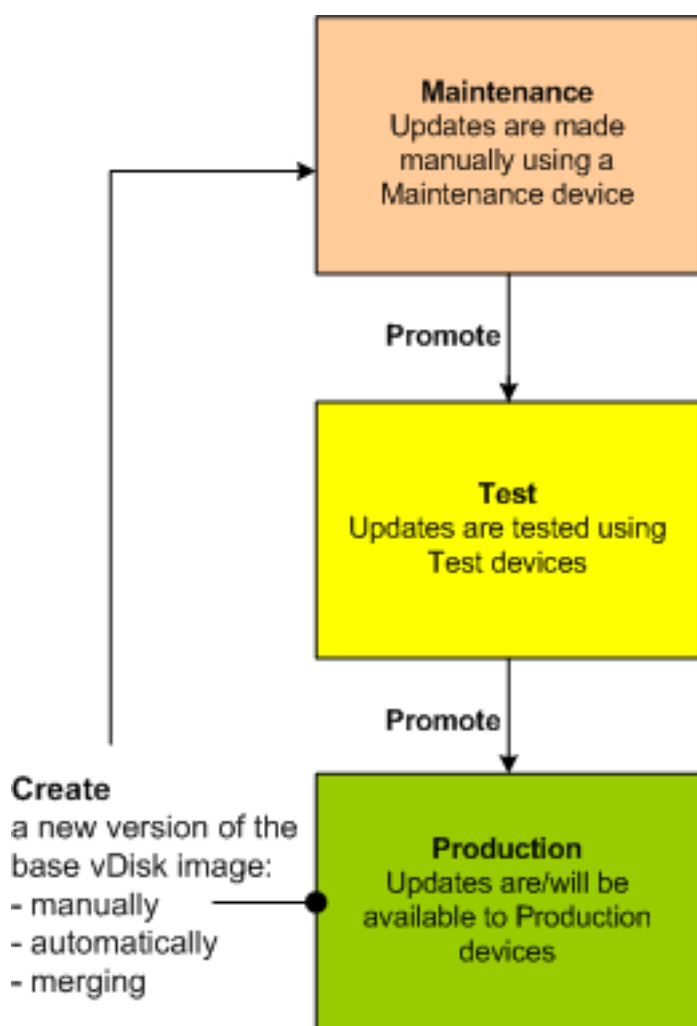 Maintenance
Updates are made
manually using a
Maintenance device
Promote
Test
Updates are tested using
Test devices
Promote
Create
a new version of the
base vDisk image:
- manually
- automatically
- merging
Production
Updates are/will be
available to Production
devices